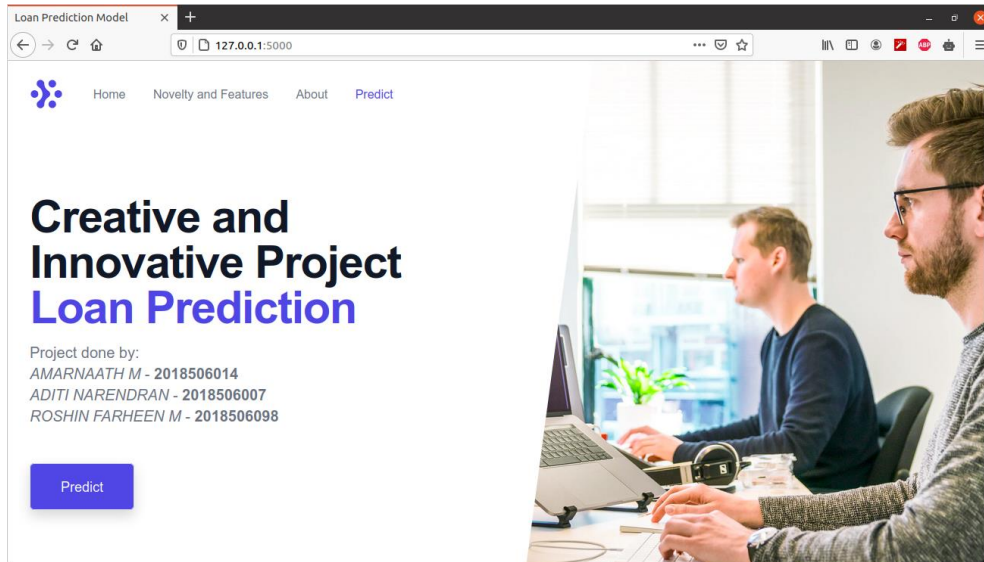 Loan Prediction Model
127.0.0.1:5000
ABP
Home Novelty and Features About Predict
Creative and
Innovative Project
Loan Prediction
Project done by:
AMARNAATH M - 2018506014
ADITI NARENDRAN - 2018506007
ROSHIN FARHEEN M - 2018506098
Predict